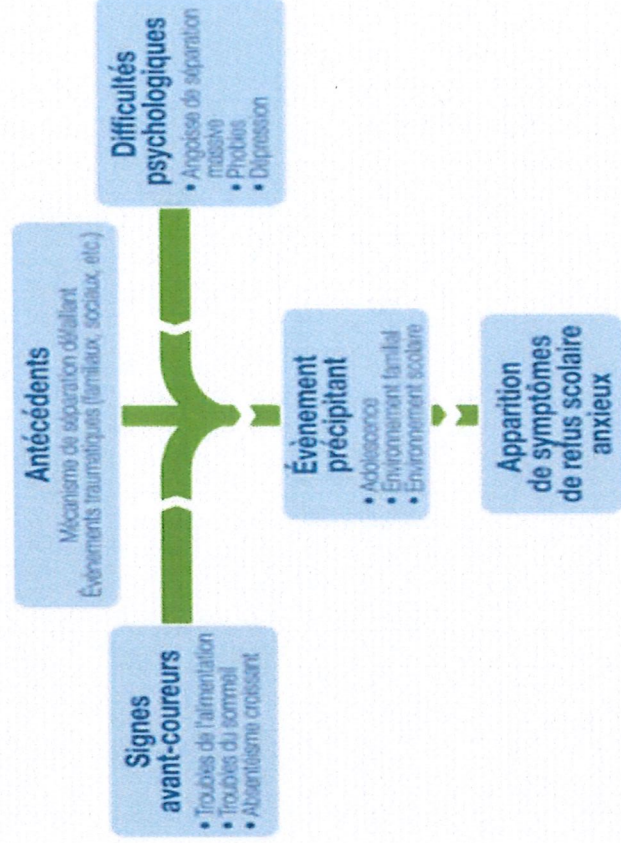 Antécédents
Mécanisme de séparation défaillant
Évènements traumatiques (familiaux, sociaux, etc.)
Signes
avant-coureurs
• Troubles de l'alimentation
• Troubles du sommeil
• Absentéisme croissant
Difficultés
psychologiques
• Angoisse de séparation
massive
• Phobies
• Dépression
Évènement
précipitant
• Adolescence
• Environnement familial
• Environnement scolaire
Apparition
de symptômes
de refus scolaire
anxieux